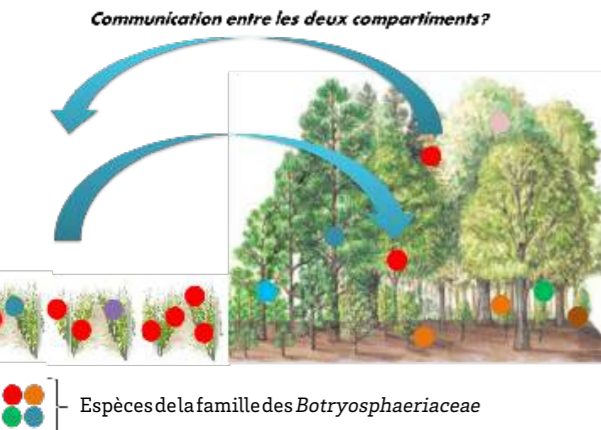 Communication entre les deux compartiments?
Espèces de la famille des Botryosphaeriaceae